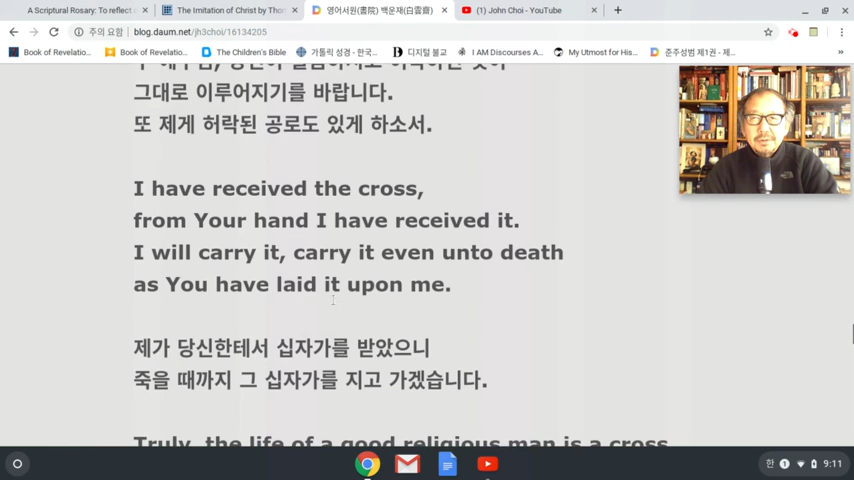 A Scriptural Rosary: To reflect
The Imitation of Christ by Tho
영어서원(書院) 백운재(白雲齋)
(1) John Choi - YouTube
주의 요함
blog.daum.net/jh3choi/16134205
Book of Revelatio...
Book of Revelatio...
The Children's Bible
가톨릭 성경 - 한국...
디지털 불교
I AM Discourses A...
My Utmost for His...
준주성범 제1권 - 제...
그대로 이루어지기를 바랍니다.
또 제게 허락된 공로도 있게 하소서.
I have received the cross,
from Your hand I have received it.
I will carry it, carry it even unto death
as You have laid it upon me.
제가 당신한테서 십자가를 받았으니
죽을 때까지 그 십자가를 지고 가겠습니다.
Truly, the life of a good religious man is a cross
한
1
9:11